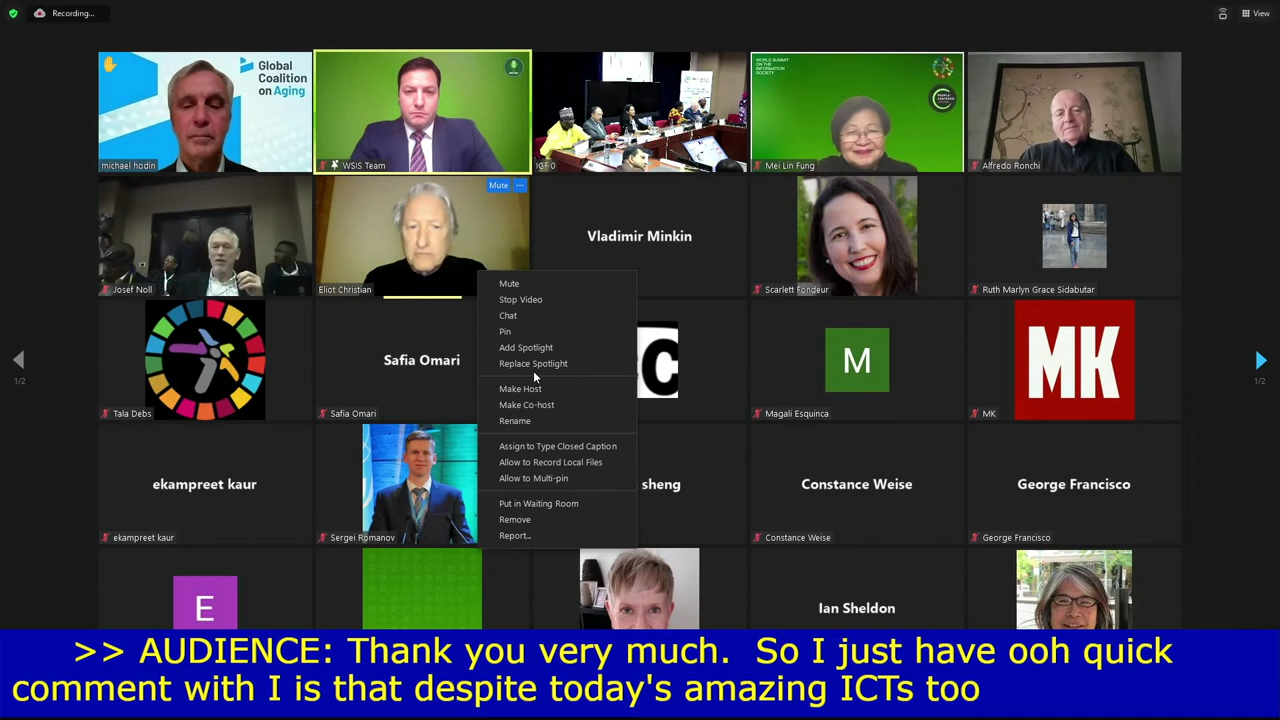 Recording...
View
Global
Coalition
on Aging
michael hodin
WSIS Team
IGF 0
WORLD SUMMIT
ON THE
INFORMATION
SOCIETY
Mei Lin Fung
Alfredo Ronchi
Josef Noll
Mute ...
Eliot Christian
Vladimir Minkin
Scarlett Fondeur
Ruth Marlyn Grace Sidabutar
Mute
Stop Video
Chat
Pin
Add Spotlight
Replace Spotlight
Make Host
Make Co-host
Rename
Assign to Type Closed Caption
Allow to Record Local Files
Allow to Multi-pin
Put in Waiting Room
Remove
Report...
1/2
Tala Debs
Safia Omari
Safia Omari
C
M
Magali Esquinca
MK
MK
1/2
ekampreet kaur
ekampreet kaur
Sergei Romanov
sheng
Constance Weise
Constance Weise
George Francisco
George Francisco
E
Ian Sheldon
>> AUDIENCE: Thank you very much. So I just have ooh quick
comment with I is that despite today's amazing ICTs too